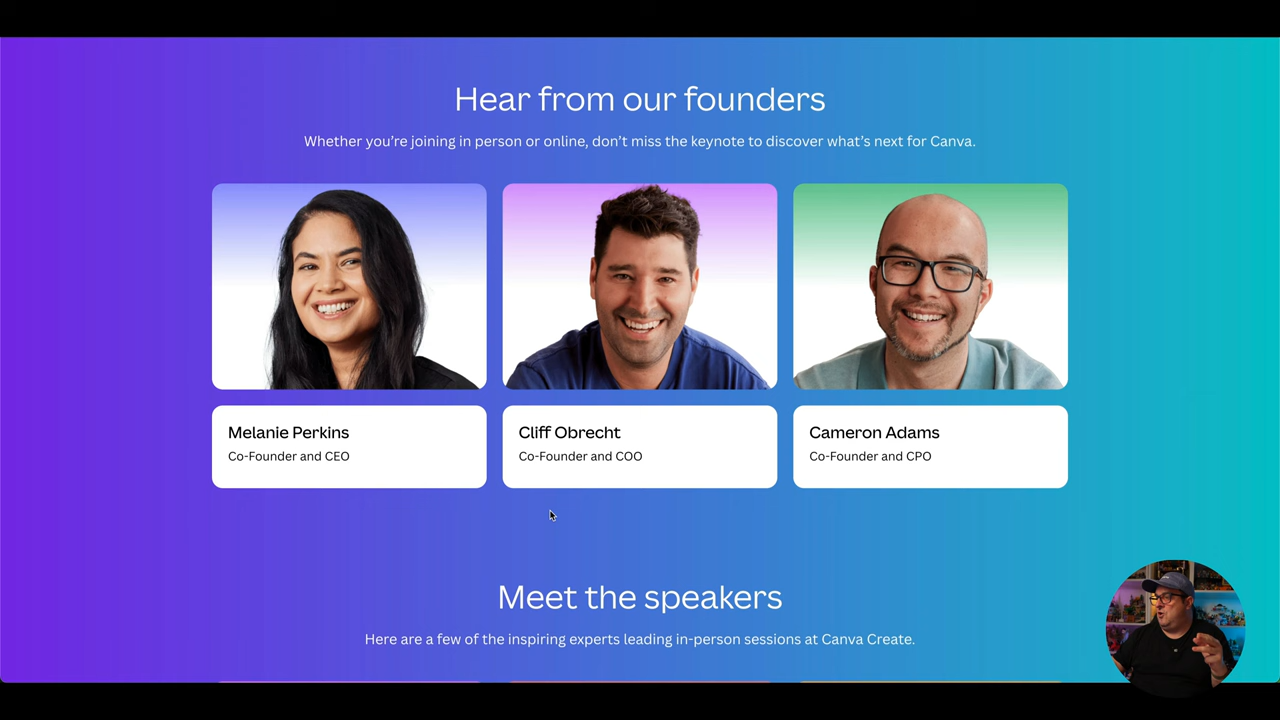 Hear from our founders
Whether you’re joining in person or online, don’t miss the keynote to discover what’s next for Canva.
Melanie Perkins
Co-Founder and CEO
Cliff Obrecht
Co-Founder and COO
Cameron Adams
Co-Founder and CPO
Meet the speakers
Here are a few of the inspiring experts leading in-person sessions at Canva Create.